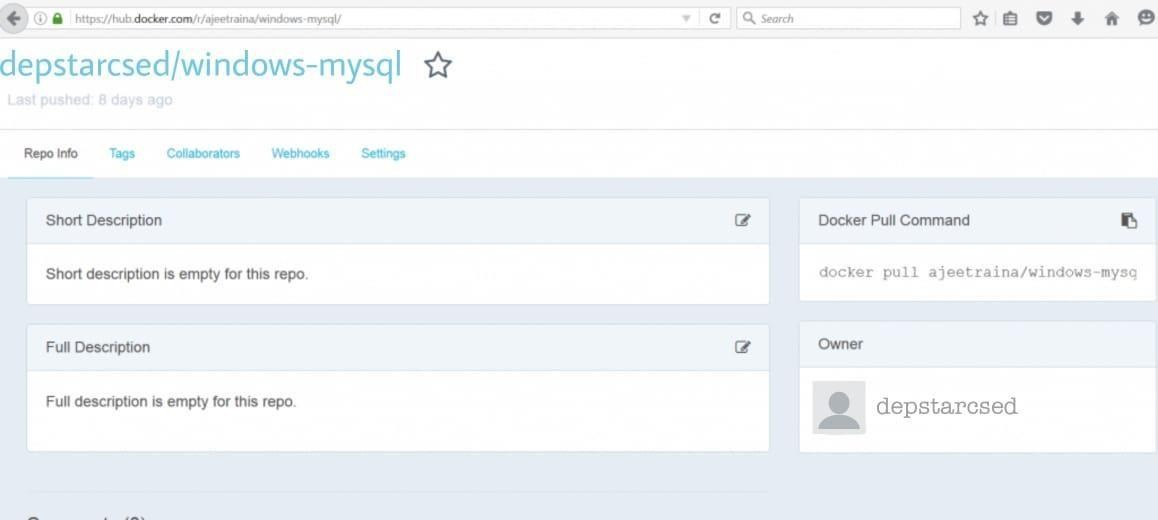 https://hub.docker.com/r/ajeetraina/windows-mysql/
Search
depstarcsed/windows-mysql
Last pushed: 8 days ago
Repo Info Tags Collaborators Webhooks Settings
Short Description
Short description is empty for this repo.
Full Description
Full description is empty for this repo.
Docker Pull Command
docker pull ajeetraina/windows-mysq
Owner
depstarcsed